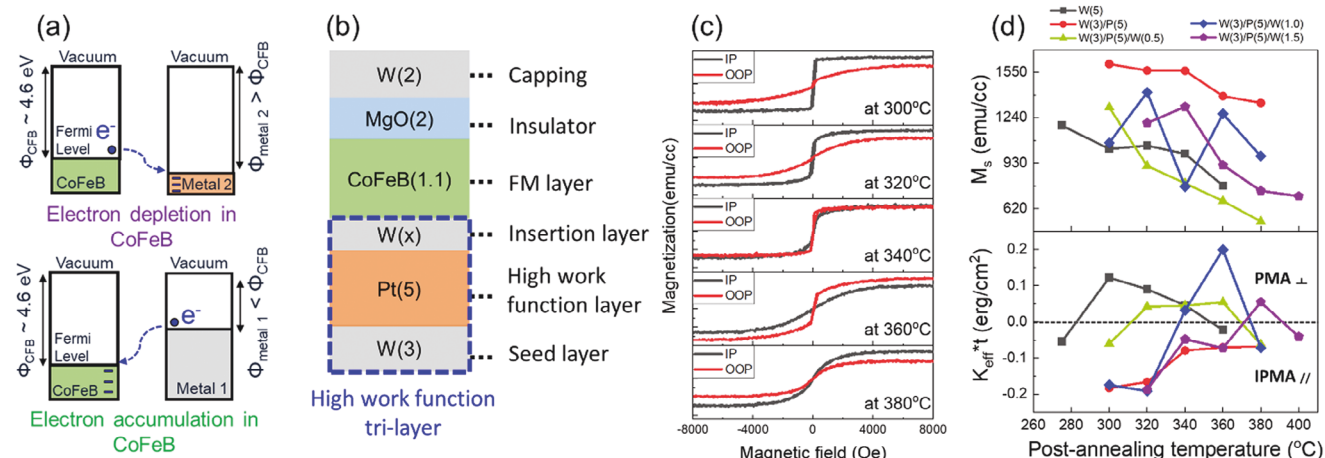 (a)
Vacuum
Vacuum
Φ_CFB ~ 4.6 eV
Fermi
Level
e-
CoFeB
Metal 2
Φ_metal 2 > Φ_CFB
Electron depletion in
CoFeB
Vacuum
Vacuum
Φ_CFB ~ 4.6 eV
Fermi
Level
e-
CoFeB
Metal 1
Φ_metal 1 < Φ_CFB
Electron accumulation in
CoFeB
(b)
W(2)
Capping
MgO(2)
Insulator
CoFeB(1.1)
FM layer
W(x)
Insertion layer
Pt(5)
High work
function layer
W(3)
Seed layer
High work function
tri-layer
(c)
Magnetization(emu/cc)
IP
OOP
at 300°C
IP
OOP
at 320°C
IP
OOP
at 340°C
IP
OOP
at 360°C
IP
OOP
at 380°C
-8000 -4000 0 4000 8000
Magnetic field (Oe)
(d)
W(5)
W(3)/P(5)
W(3)/P(5)/W(0.5)
W(3)/P(5)/W(1.0)
W(3)/P(5)/W(1.5)
Ms (emu/cc)
1550
1240
930
620
Keff*t (erg/cm2)
0.2
0.1
0.0
-0.1
-0.2
PMA ⊥
IPMA //
260 280 300 320 340 360 380 400
Post-annealing temperature (°C)